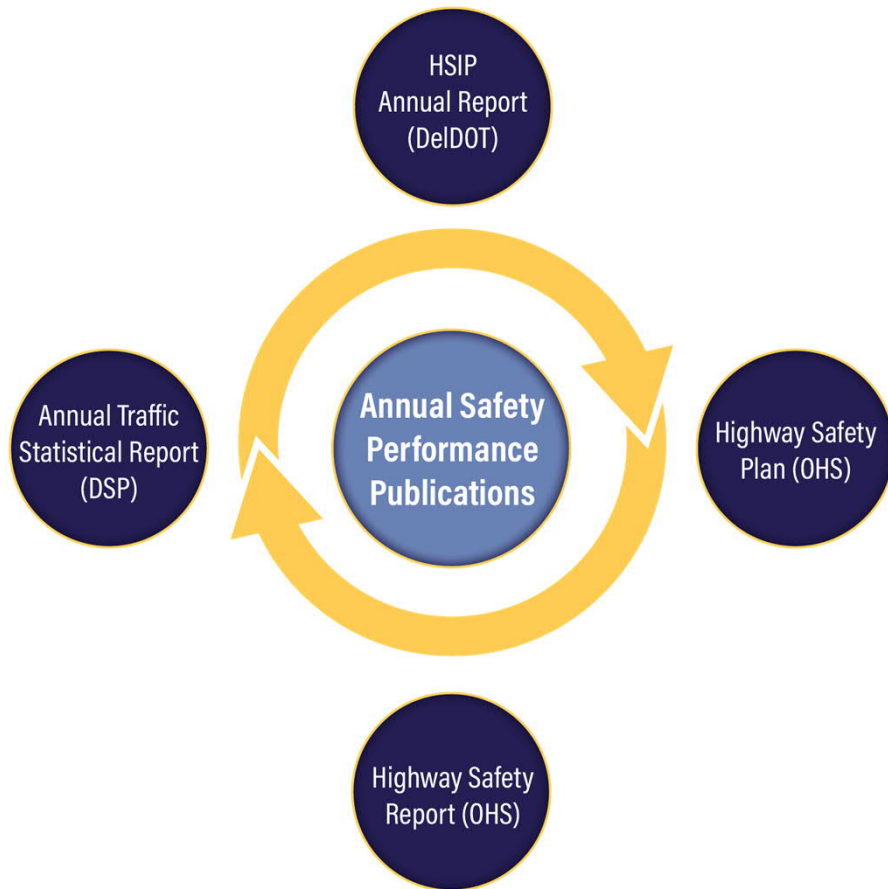 HSIP
Annual Report
(DelDOT)
Annual Safety
Performance
Publications
Annual Traffic
Statistical Report
(DSP)
Highway Safety
Plan (OHS)
Highway Safety
Report (OHS)